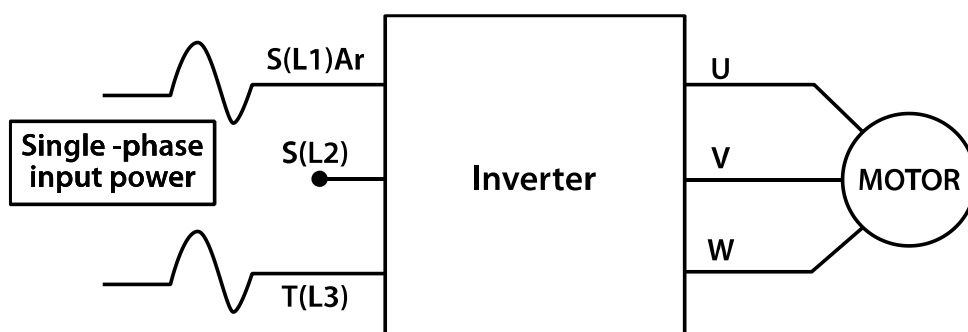 S(L1)Ar
Single -phase
input power
S(L2)
T(L3)
Inverter
U
V
W
MOTOR